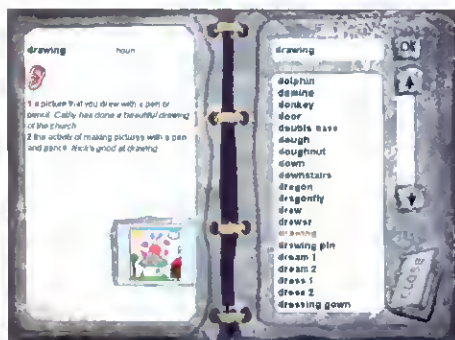 drawing noun
1 a picture that you draw with a pen or
pencil. Cathy has done a beautiful drawing
of the church
2 the activity of making pictures with a pen
and pencil. Nick's good at drawing
drawing
OK
dolphin
domino
donkey
door
double bass
dough
doughnut
down
downstairs
dragon
dragonfly
draw
drawer
drawing
drawing pin
dream 1
dream 2
dress 1
dress 2
dressing gown
CLOSE